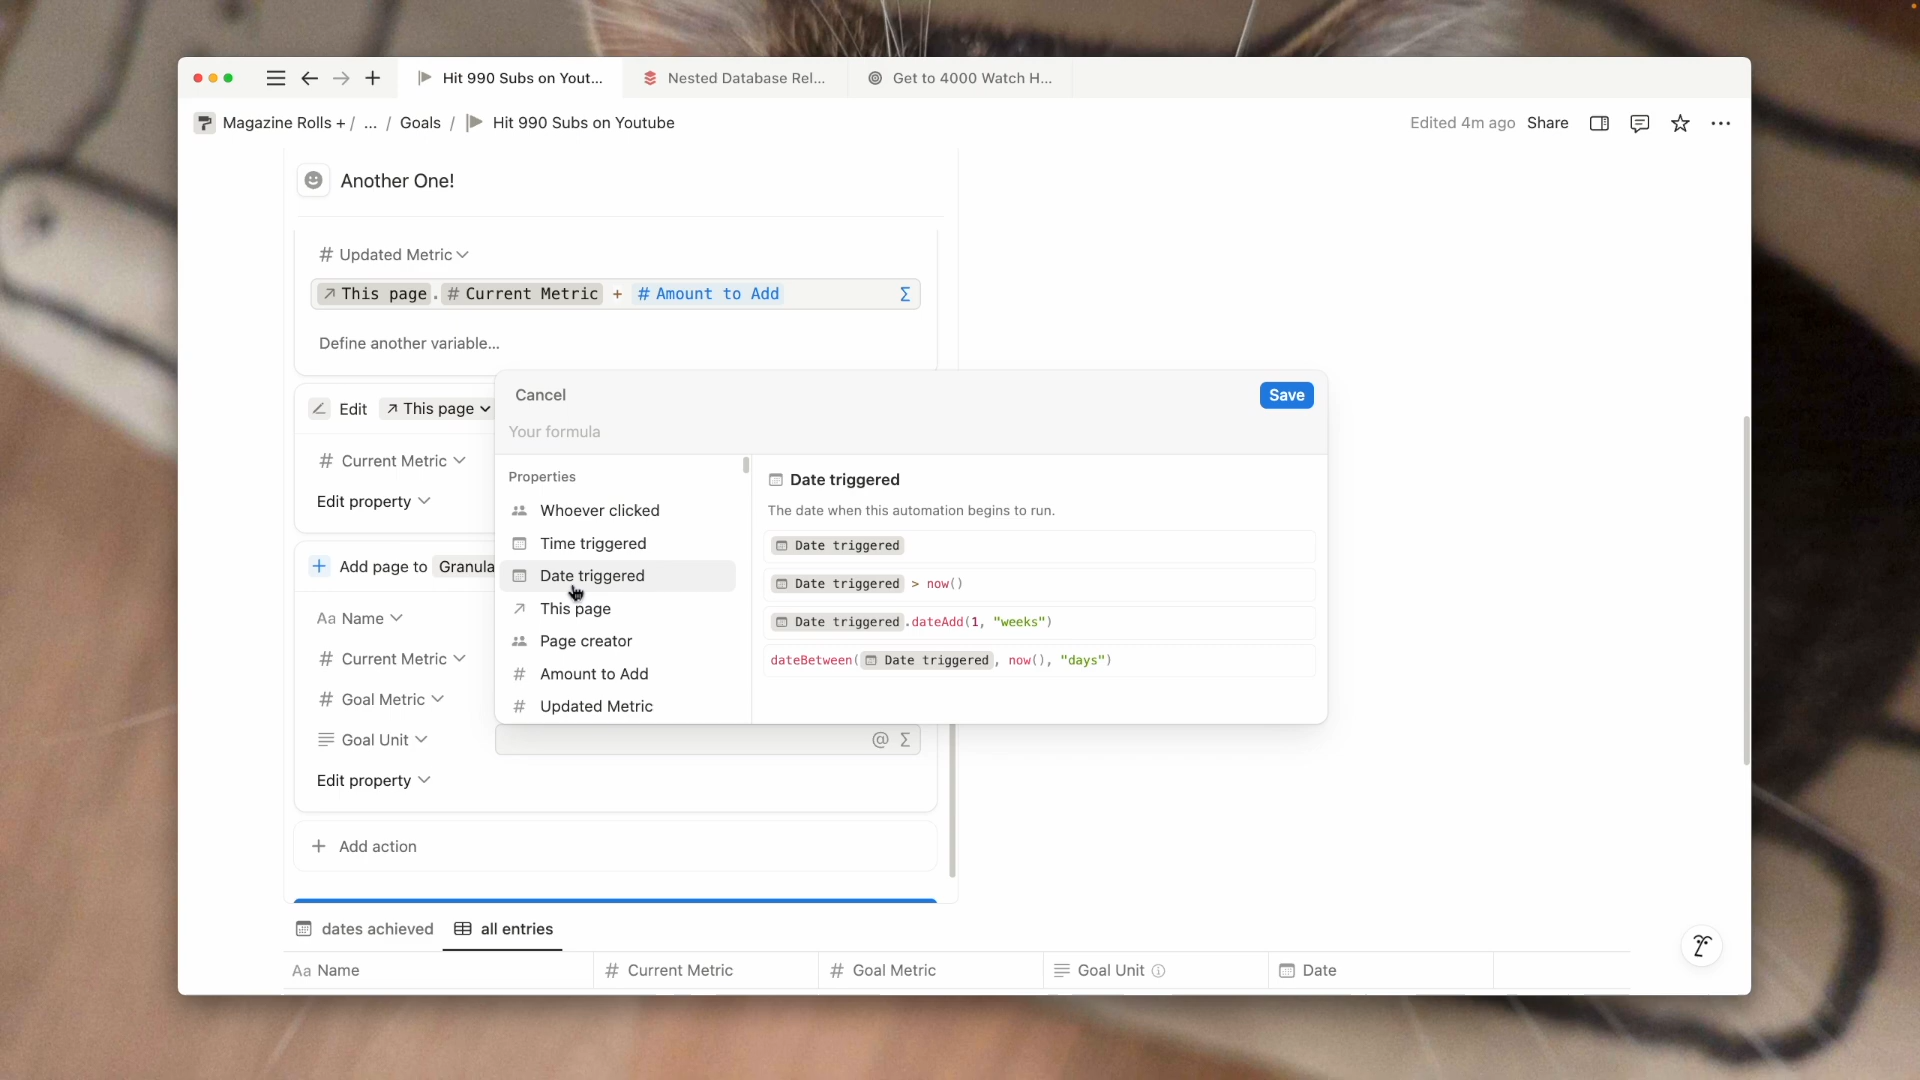 Hit 990 Subs on Yout...
Nested Database Rel...
Get to 4000 Watch H...
Magazine Rolls + / ... / Goals / Hit 990 Subs on Youtube
Edited 4m ago Share
Another One!
# Updated Metric
This page . # Current Metric + # Amount to Add Σ
Define another variable...
Cancel
Save
Edit This page
Your formula
# Current Metric
Edit property
Properties
Whoever clicked
Time triggered
Date triggered
This page
Page creator
# Amount to Add
# Updated Metric
Date triggered
The date when this automation begins to run.
Date triggered
Date triggered > now()
Date triggered .dateAdd(1, "weeks")
dateBetween( Date triggered , now(), "days")
Add page to Granula
Aa Name
# Current Metric
# Goal Metric
Goal Unit
@ Σ
Edit property
+ Add action
dates achieved
all entries
Aa Name
# Current Metric
# Goal Metric
Goal Unit
Date